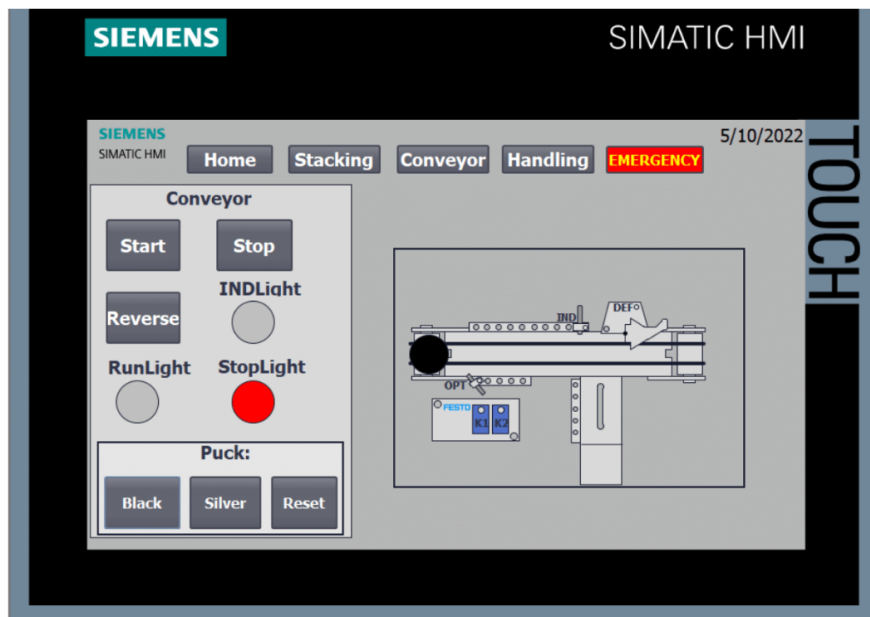 SIEMENS
SIMATIC HMI
TOUCH
SIEMENS
SIMATIC HMI
5/10/2022
Home
Stacking
Conveyor
Handling
EMERGENCY
Conveyor
Start
Stop
INDLight
Reverse
RunLight
StopLight
Puck:
Black
Silver
Reset
IND
DEF
OPT
FESTO
K1
K2